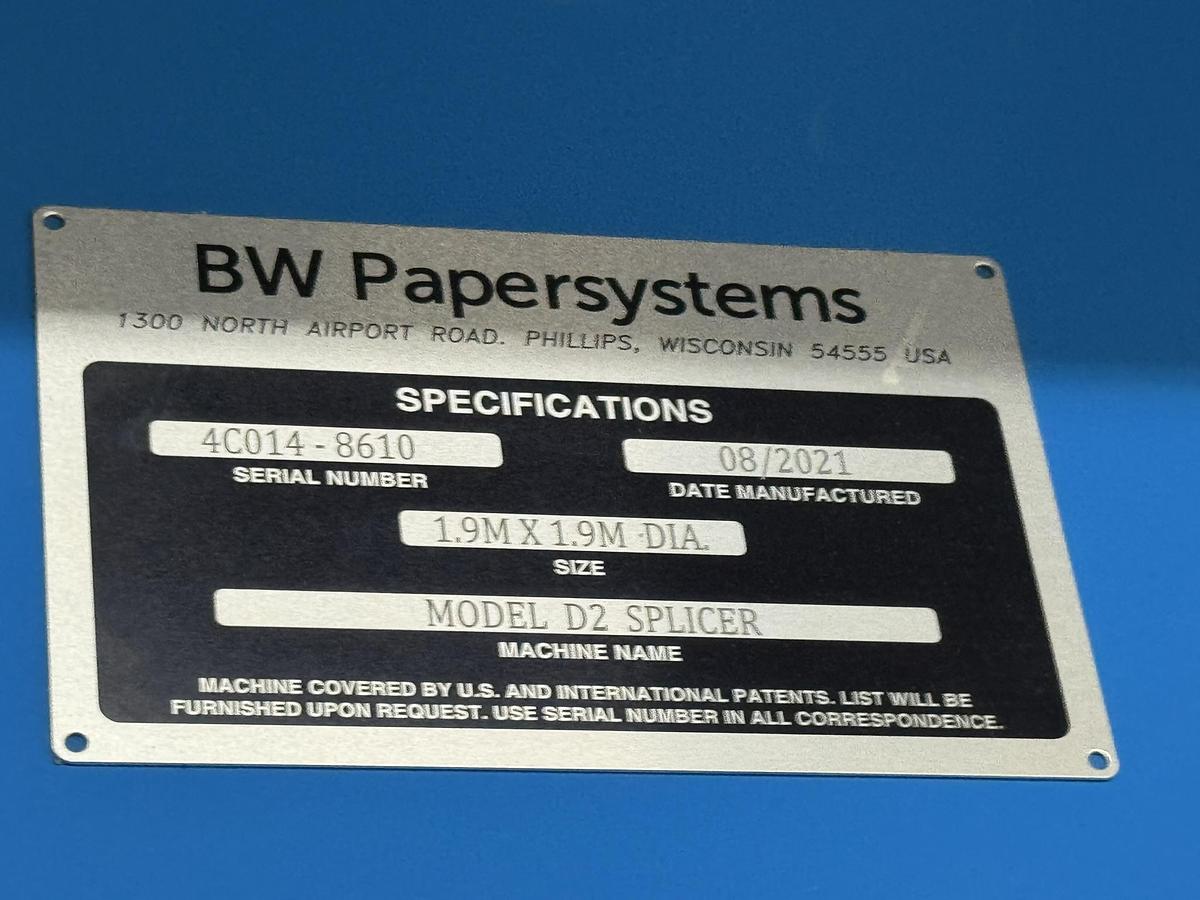 BW Papersystems
1300 NORTH AIRPORT ROAD. PHILLIPS, WISCONSIN 54555 USA
SPECIFICATIONS
4C014-8610
SERIAL NUMBER
08/2021
DATE MANUFACTURED
1.9M X 1.9M DIA.
SIZE
MODEL D2 SPLICER
MACHINE NAME
MACHINE COVERED BY U.S. AND INTERNATIONAL PATENTS. LIST WILL BE
FURNISHED UPON REQUEST. USE SERIAL NUMBER IN ALL CORRESPONDENCE.